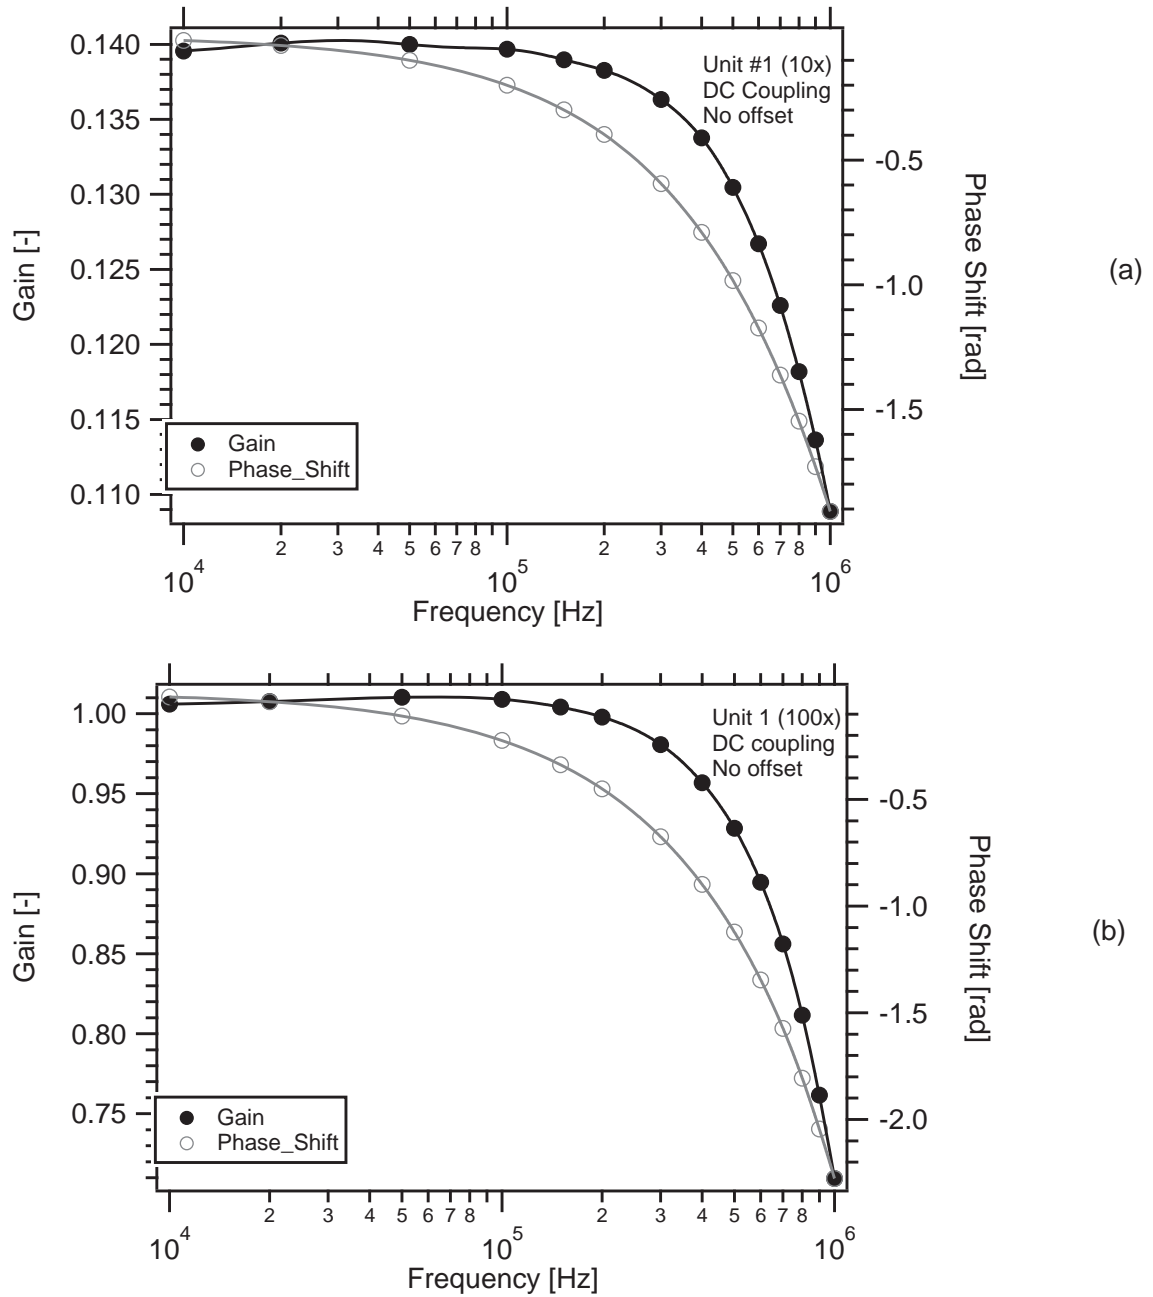 0.140
0.135
0.130
0.125
0.120
0.115
0.110
Gain [-]
Unit #1 (10x)
DC Coupling
No offset
-0.5
-1.0
-1.5
Phase Shift [rad]
(a)
Gain
Phase_Shift
2 3 4 5 6 7 8 2 3 4 5 6 7 8
10^4 10^5 10^6
Frequency [Hz]
1.00
0.95
0.90
0.85
0.80
0.75
Gain [-]
Unit 1 (100x)
DC coupling
No offset
-0.5
-1.0
-1.5
-2.0
Phase Shift [rad]
(b)
Gain
Phase_Shift
2 3 4 5 6 7 8 2 3 4 5 6 7 8
10^4 10^5 10^6
Frequency [Hz]